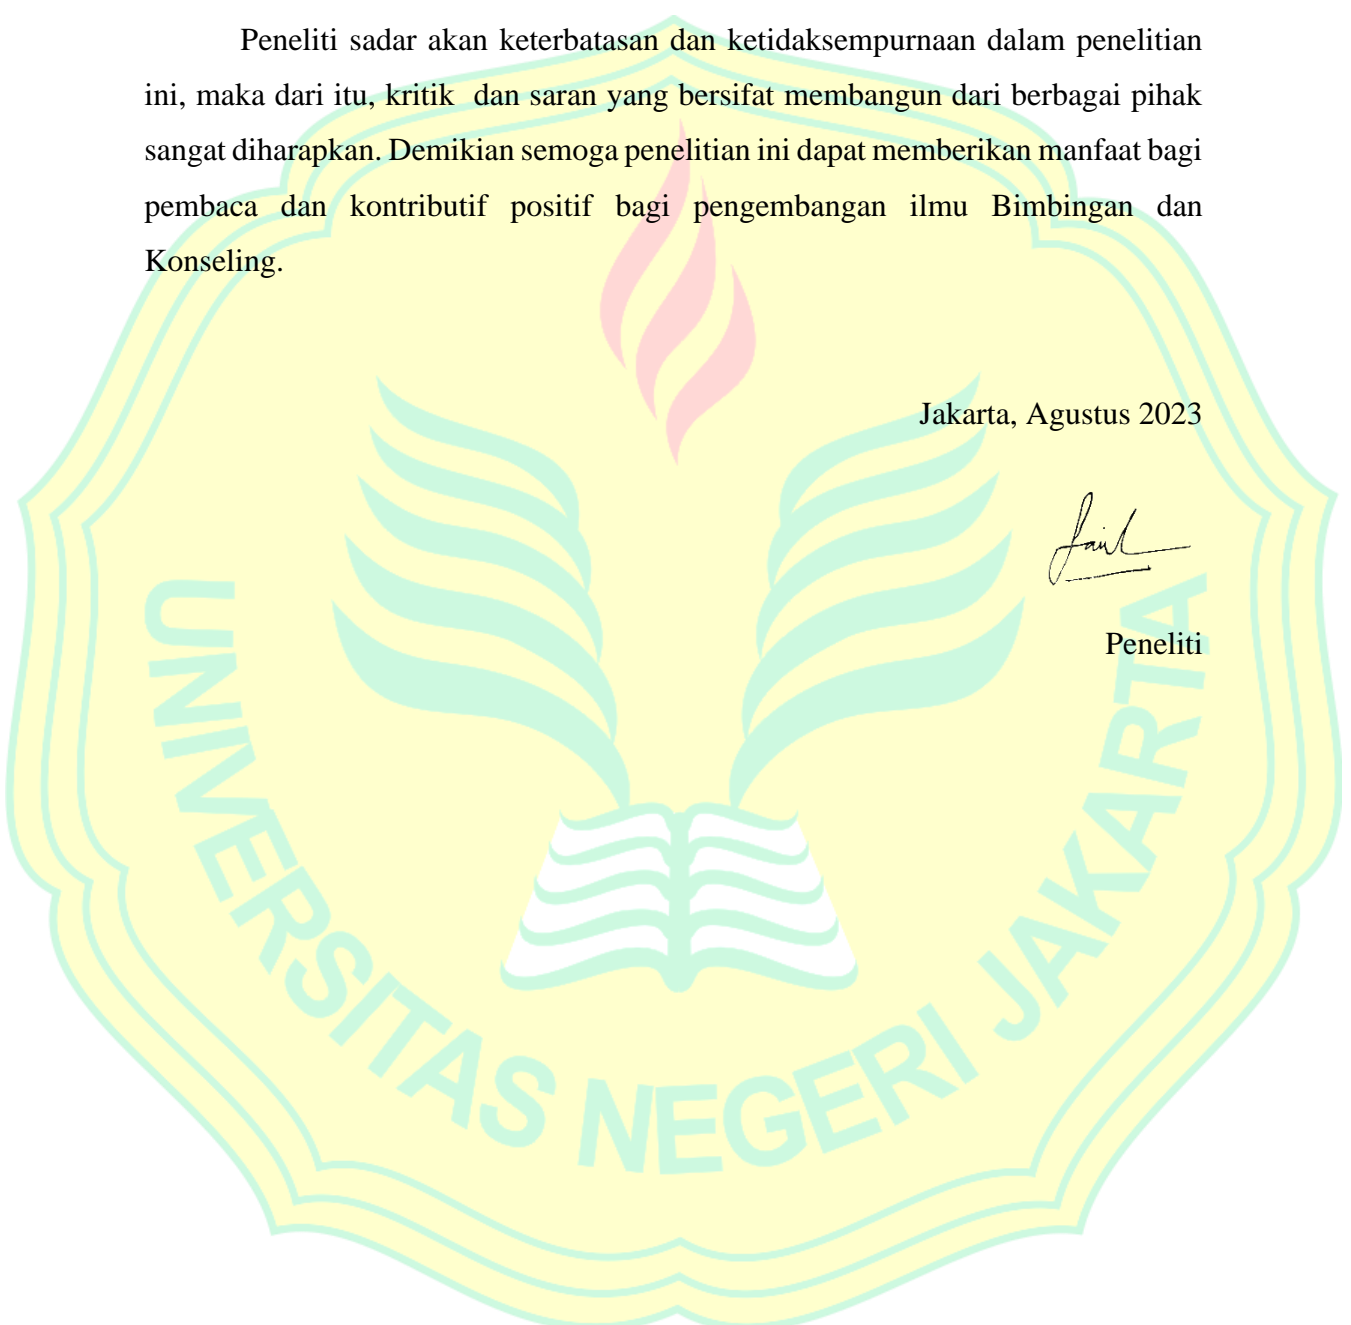 Peneliti sadar akan keterbatasan dan ketidaksempurnaan dalam penelitian
ini, maka dari itu, kritik  dan saran yang bersifat membangun dari berbagai pihak
sangat diharapkan. Demikian semoga penelitian ini dapat memberikan manfaat bagi
pembaca dan kontributif positif bagi pengembangan ilmu Bimbingan dan
Konseling.
Jakarta, Agustus 2023
Peneliti
UNIVERSITAS NEGERI JAKARTA